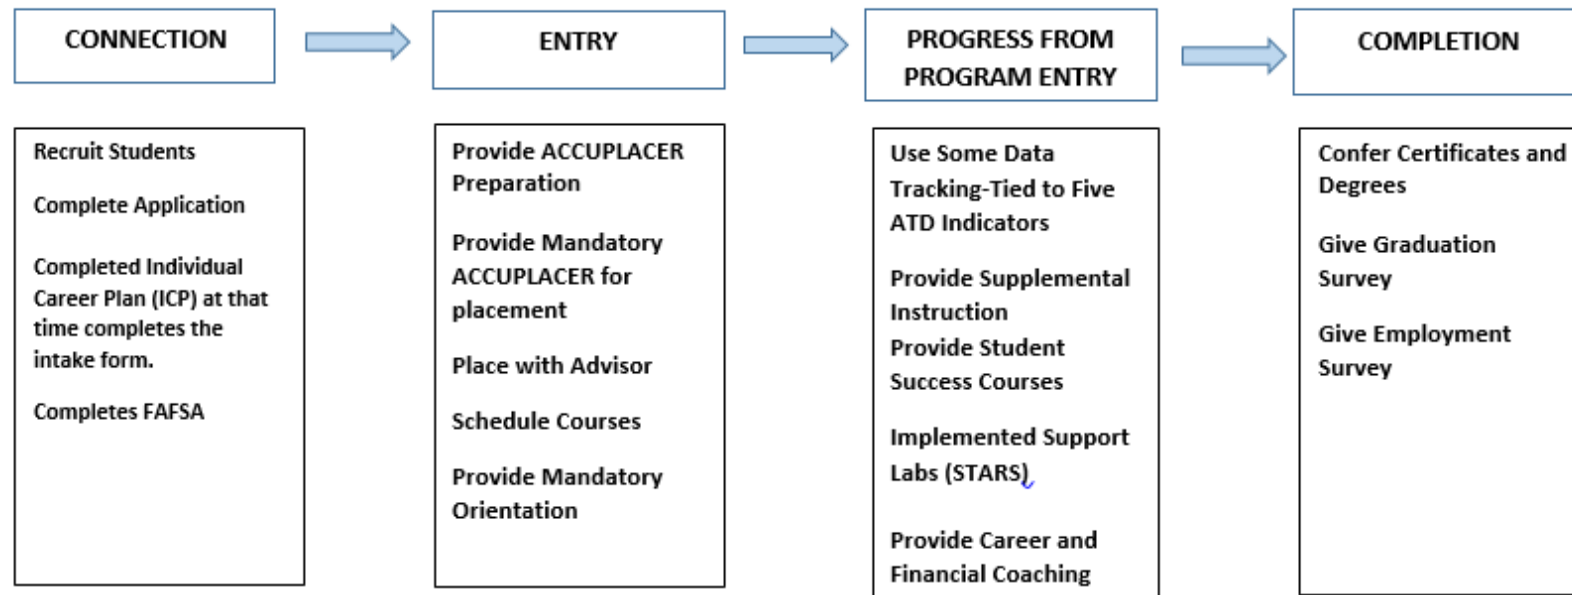 CONNECTION
ENTRY
PROGRESS FROM
PROGRAM ENTRY
COMPLETION
Recruit Students
Complete Application
Completed Individual
Career Plan (ICP) at that
time completes the
intake form.
Completes FAFSA
Provide ACCUPLACER
Preparation
Provide Mandatory
ACCUPLACER for
placement
Place with Advisor
Schedule Courses
Provide Mandatory
Orientation
Use Some Data
Tracking-Tied to Five
ATD Indicators
Provide Supplemental
Instruction
Provide Student
Success Courses
Implemented Support
Labs (STARS)
Provide Career and
Financial Coaching
Confer Certificates and
Degrees
Give Graduation
Survey
Give Employment
Survey